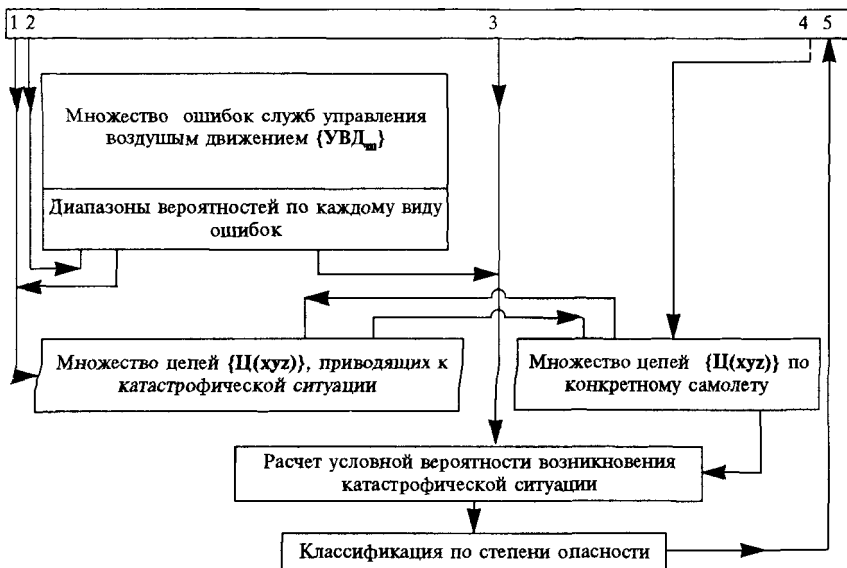 1 2 3 4 5
Множество ошибок служб управления
воздушым движением {УВД_m}
Диапазоны вероятностей по каждому виду
ошибок
Множество цепей {Ц(xyz)}, приводящих к
катастрофической ситуации
Множество цепей {Ц(xyz)} по
конкретному самолету
Расчет условной вероятности возникновения
катастрофической ситуации
Классификация по степени опасности